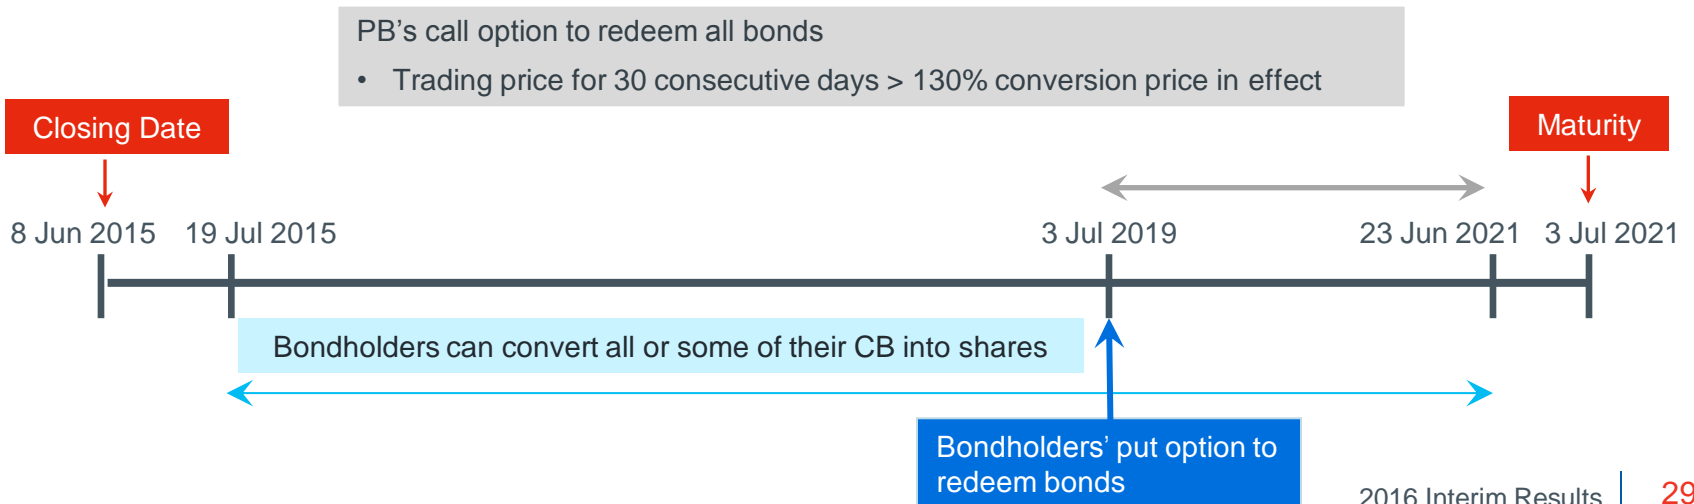 PB’s call option to redeem all bonds
• Trading price for 30 consecutive days > 130% conversion price in effect
Closing Date
Maturity
8 Jun 2015
19 Jul 2015
3 Jul 2019
23 Jun 2021
3 Jul 2021
Bondholders can convert all or some of their CB into shares
Bondholders’ put option to
redeem bonds
2016 Interim Results
29